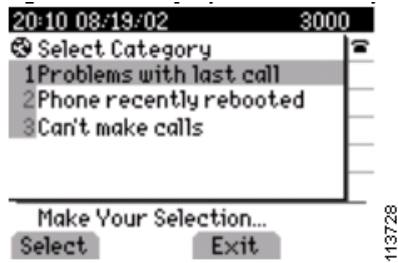 20:10 08/19/02 3000
Select Category
1 Problems with last call
2 Phone recently rebooted
3 Can't make calls
Make Your Selection...
Select Exit
113728